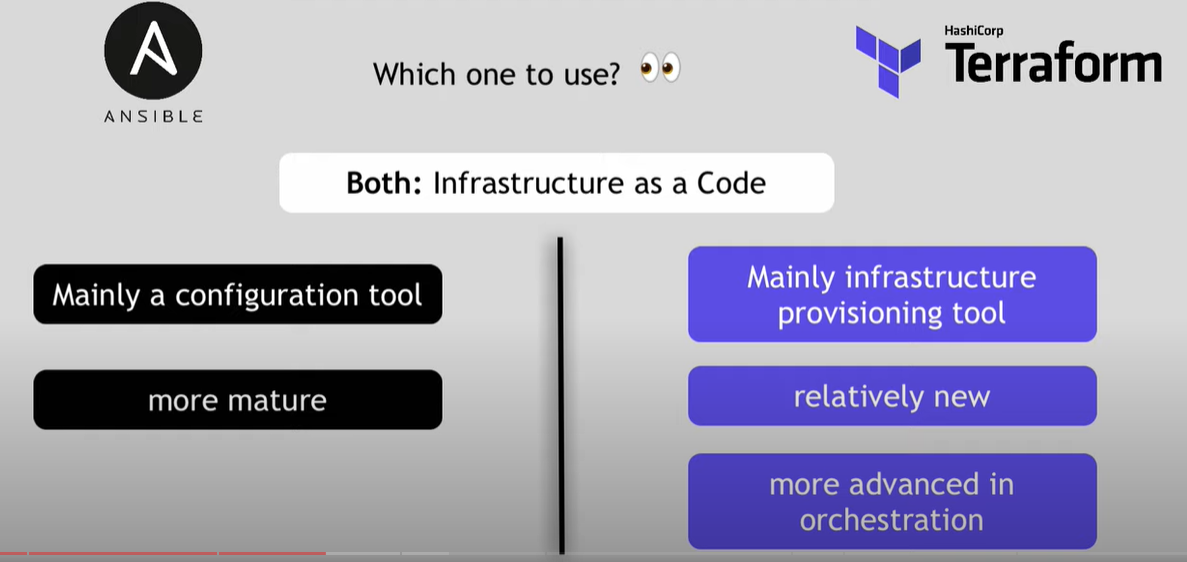 ANSIBLE
Which one to use? 👀
HashiCorp
Terraform
Both: Infrastructure as a Code
Mainly a configuration tool
more mature
Mainly infrastructure
provisioning tool
relatively new
more advanced in
orchestration